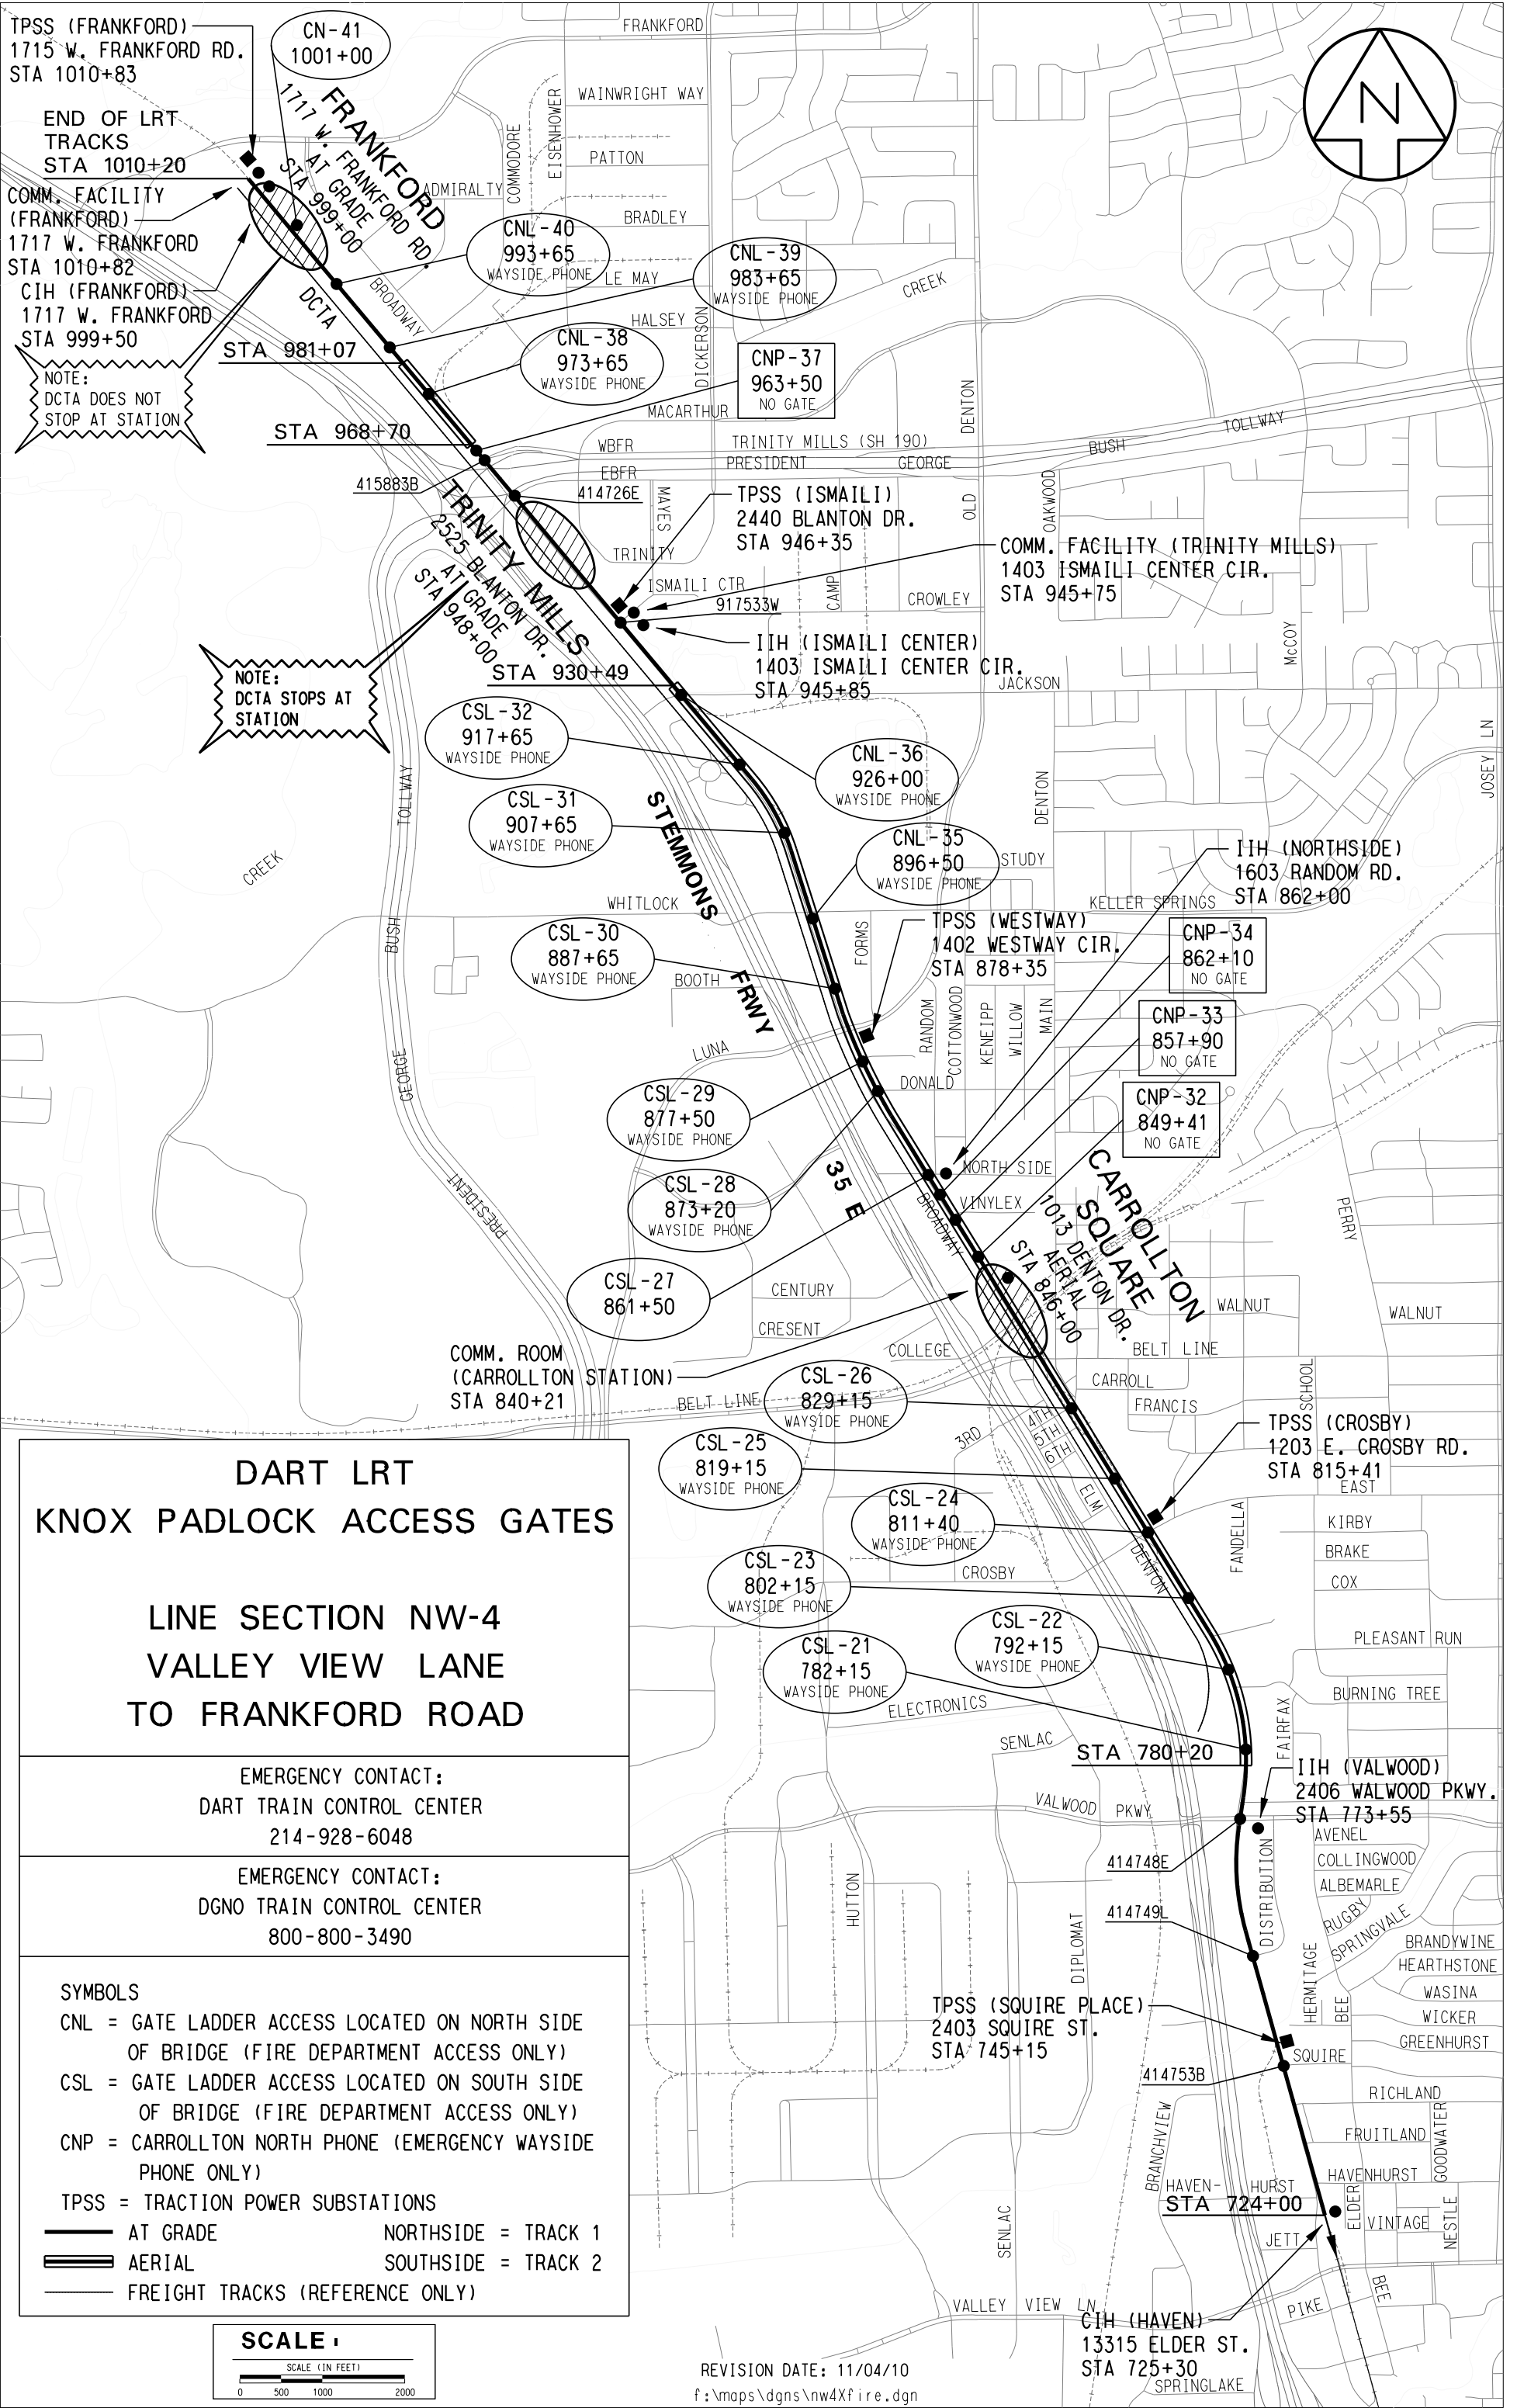 TPSS (FRANKFORD)
1715 W. FRANKFORD RD.
STA 1010+83
CN-41
1001+00
END OF LRT
TRACKS
STA 1010+20
COMM. FACILITY
(FRANKFORD)
1717 W. FRANKFORD
STA 1010+82
CIH (FRANKFORD)
1717 W. FRANKFORD
STA 999+50
NOTE:
DCTA DOES NOT
STOP AT STATION
FRANKFORD
1717 W. FRANKFORD RD.
AT GRADE
STA 999+00
FRANKFORD
WAINWRIGHT WAY
EISENHOWER
COMMODORE
PATTON
ADMIRALTY
BRADLEY
LE MAY
HALSEY
DICKERSON
CREEK
BROADWAY
DCTA
N
CNL-40
993+65
WAYSIDE PHONE
CNL-39
983+65
WAYSIDE PHONE
CNL-38
973+65
WAYSIDE PHONE
CNP-37
963+50
NO GATE
STA 981+07
STA 968+70
MACARTHUR
DENTON
OLD
WBFR
TRINITY MILLS (SH 190)
EBFR
PRESIDENT
GEORGE
BUSH
TOLLWAY
415883B
414726E
MAYES
TRINITY
TPSS (ISMAILI)
2440 BLANTON DR.
STA 946+35
OAKWOOD
COMM. FACILITY (TRINITY MILLS)
1403 ISMAILI CENTER CIR.
STA 945+75
TRINITY MILLS
2525 BLANTON DR.
AT GRADE
STA 948+00
ISMAILI CTR
917533W
CAMP
CROWLEY
McCOY
IIH (ISMAILI CENTER)
1403 ISMAILI CENTER CIR.
STA 945+85
JACKSON
NOTE:
DCTA STOPS AT
STATION
STA 930+49
CSL-32
917+65
WAYSIDE PHONE
CNL-36
926+00
WAYSIDE PHONE
CSL-31
907+65
WAYSIDE PHONE
CNL-35
896+50
WAYSIDE PHONE
TOLLWAY
BUSH
GEORGE
PRESIDENT
CREEK
STEMMONS
FRWY
35 E
DENTON
JOSEY LN
STUDY
IIH (NORTHSIDE)
1603 RANDOM RD.
STA 862+00
WHITLOCK
KELLER SPRINGS
CSL-30
887+65
WAYSIDE PHONE
BOOTH
FORMS
TPSS (WESTWAY)
1402 WESTWAY CIR.
STA 878+35
CNP-34
862+10
NO GATE
LUNA
RANDOM
COTTONWOOD
KENEIPP
WILLOW
MAIN
CNP-33
857+90
NO GATE
DONALD
CSL-29
877+50
WAYSIDE PHONE
CNP-32
849+41
NO GATE
CSL-28
873+20
WAYSIDE PHONE
NORTH SIDE
VINYLEX
BROADWAY
CARROLLTON
SQUARE
1013 DENTON DR.
AERIAL
STA 846+00
PERRY
CSL-27
861+50
CENTURY
CRESENT
COLLEGE
WALNUT
WALNUT
BELT LINE
COMM. ROOM
(CARROLLTON STATION)
STA 840+21
BELT LINE
CSL-26
829+15
WAYSIDE PHONE
CARROLL
FRANCIS
SCHOOL
3RD
4TH
5TH
6TH
ELM
CSL-25
819+15
WAYSIDE PHONE
TPSS (CROSBY)
1203 E. CROSBY RD.
STA 815+41
EAST
CSL-24
811+40
WAYSIDE PHONE
FANDELLA
KIRBY
BRAKE
COX
CSL-23
802+15
WAYSIDE PHONE
CROSBY
DENTON
CSL-22
792+15
WAYSIDE PHONE
CSL-21
782+15
WAYSIDE PHONE
PLEASANT RUN
BURNING TREE
ELECTRONICS
SENLAC
STA 780+20
FAIRFAX
IIH (VALWOOD)
2406 WALWOOD PKWY.
STA 773+55
VALWOOD PKWY
AVENEL
COLLINGWOOD
ALBEMARLE
414748E
414749L
DISTRIBUTION
RUGBY
SPRINGVALE
BRANDYWINE
HEARTHSTONE
WASINA
WICKER
GREENHURST
HERMITAGE
BEE
HUTTON
DIPLOMAT
TPSS (SQUIRE PLACE)
2403 SQUIRE ST.
STA 745+15
SQUIRE
414753B
RICHLAND
FRUITLAND
GOODWATER
BRANCHVIEW
HAVEN-
HURST
HAVENHURST
STA 724+00
ELDER
VINTAGE
NESTLE
JETT
SENLAC
BEE
PIKE
VALLEY VIEW LN
CIH (HAVEN)
13315 ELDER ST.
STA 725+30
SPRINGLAKE
DART LRT
KNOX PADLOCK ACCESS GATES
LINE SECTION NW-4
VALLEY VIEW LANE
TO FRANKFORD ROAD
EMERGENCY CONTACT:
DART TRAIN CONTROL CENTER
214-928-6048
EMERGENCY CONTACT:
DGNO TRAIN CONTROL CENTER
800-800-3490
SYMBOLS
CNL = GATE LADDER ACCESS LOCATED ON NORTH SIDE
OF BRIDGE (FIRE DEPARTMENT ACCESS ONLY)
CSL = GATE LADDER ACCESS LOCATED ON SOUTH SIDE
OF BRIDGE (FIRE DEPARTMENT ACCESS ONLY)
CNP = CARROLLTON NORTH PHONE (EMERGENCY WAYSIDE
PHONE ONLY)
TPSS = TRACTION POWER SUBSTATIONS
AT GRADE NORTHSIDE = TRACK 1
AERIAL SOUTHSIDE = TRACK 2
FREIGHT TRACKS (REFERENCE ONLY)
SCALE:
SCALE (IN FEET)
0 500 1000 2000
REVISION DATE: 11/04/10
f:\maps\dgns\nw4Xfire.dgn